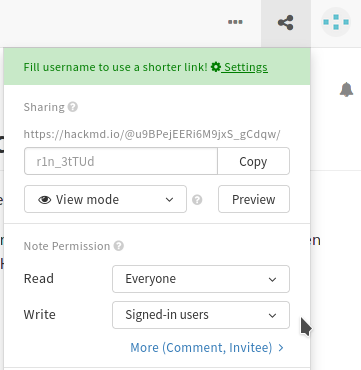 Fill username to use a shorter link! Settings
Sharing
https://hackmd.io/@u9BPejEERi6M9jxS_gCdqw/
r1n_3tTUd
Copy
View mode
Preview
Note Permission
Read
Everyone
en
Write
Signed-in users
More (Comment, Invitee)